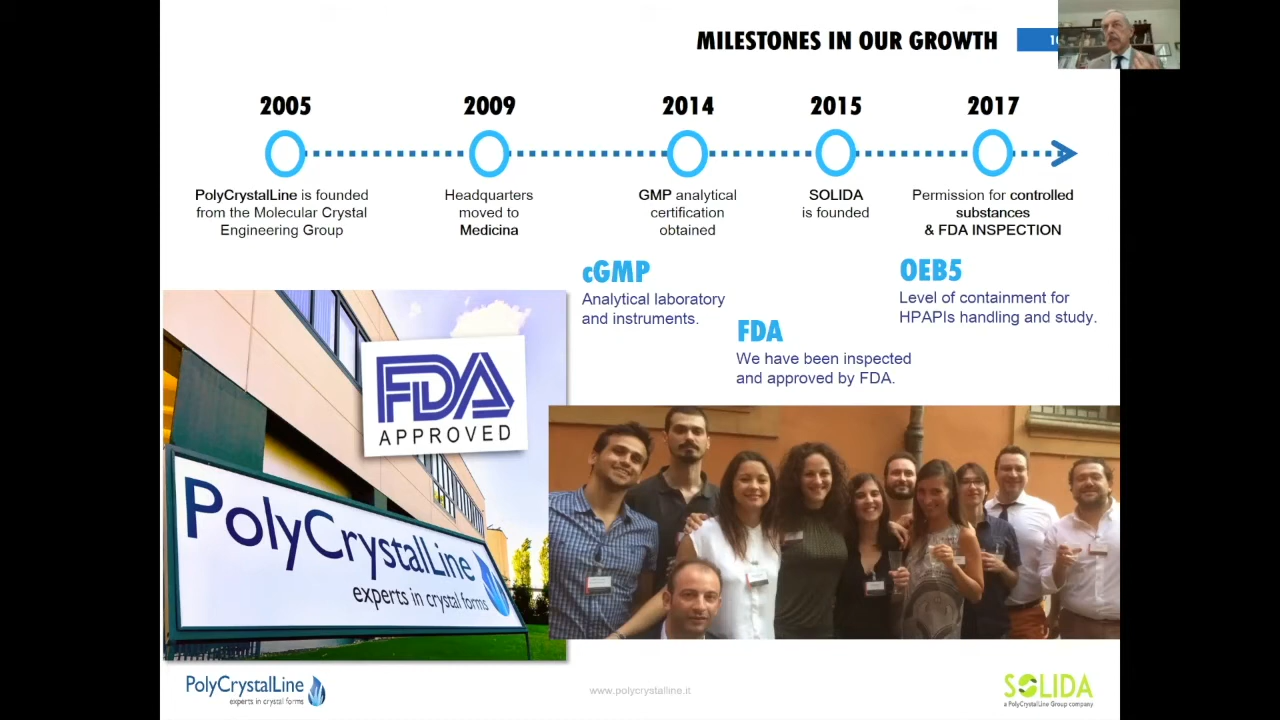 MILESTONES IN OUR GROWTH
2005
2009
2014
2015
2017
PolyCrystalLine is founded
from the Molecular Crystal
Engineering Group
Headquarters
moved to
Medicina
GMP analytical
certification
obtained
SOLIDA
is founded
Permission for controlled
substances
& FDA INSPECTION
cGMP
Analytical laboratory
and instruments.
FDA
We have been inspected
and approved by FDA.
OEB5
Level of containment for
HPAPIs handling and study.
FDA
APPROVED
PolyCrystalLine
experts in crystal forms
PolyCrystalLine
experts in crystal forms
www.polycrystalline.it
SOLIDA
a PolyCrystalLine Group company